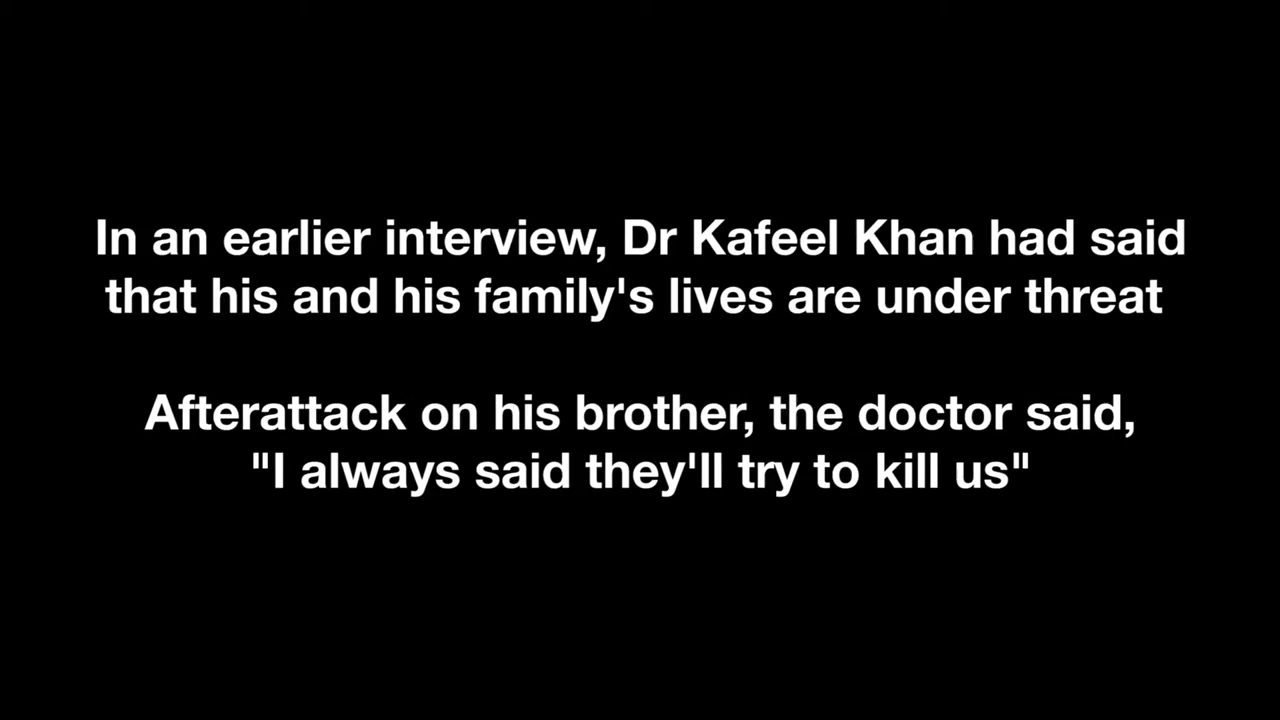 In an earlier interview, Dr Kafeel Khan had said
that his and his family's lives are under threat
Afterattack on his brother, the doctor said,
"I always said they'll try to kill us"